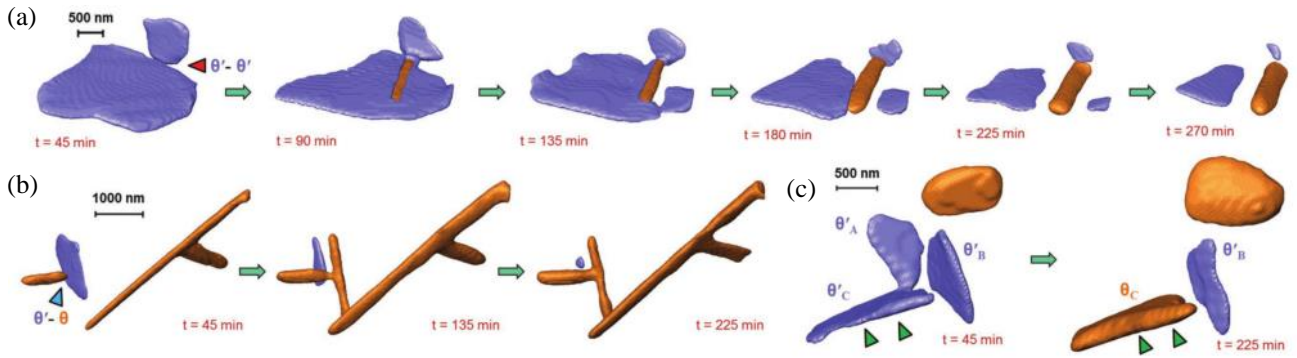 (a)
500 nm
θ′- θ′
t = 45 min
t = 90 min
t = 135 min
t = 180 min
t = 225 min
t = 270 min
(b)
1000 nm
θ′- θ
t = 45 min
t = 135 min
t = 225 min
(c)
500 nm
θ′A
θ′B
θ′C
t = 45 min
θ′B
θC
t = 225 min